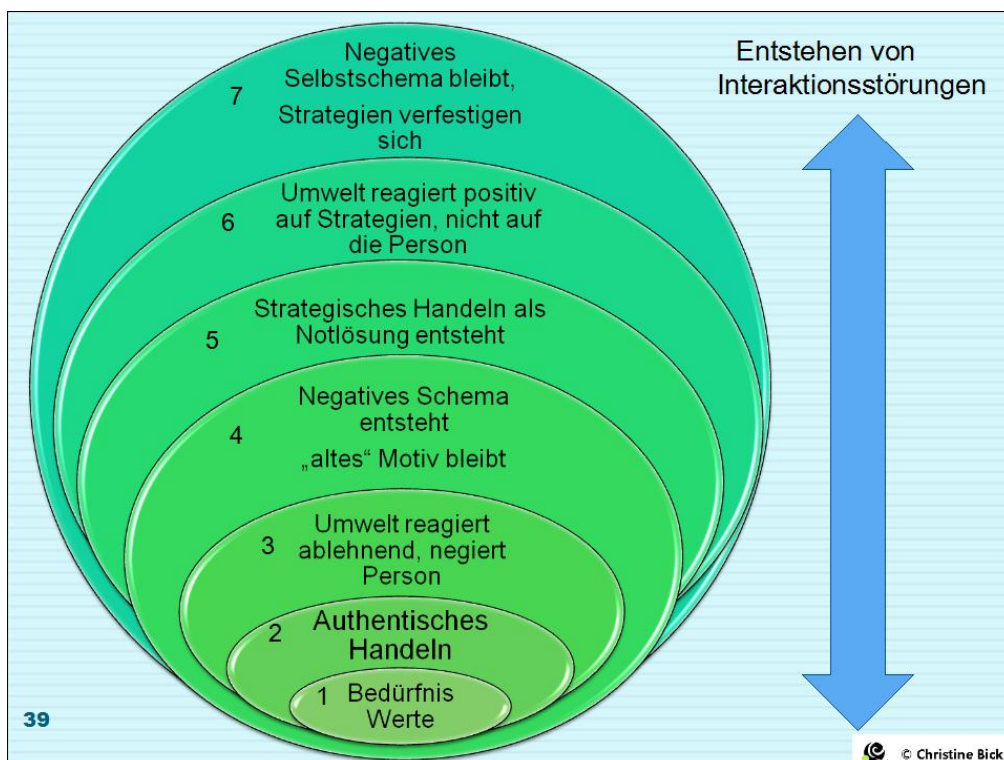 Entstehen von
Interaktionsstörungen
7
Negatives
Selbstschema bleibt,
Strategien verfestigen
sich
6
Umwelt reagiert positiv
auf Strategien, nicht auf
die Person
5
Strategisches Handeln als
Notlösung entsteht
4
Negatives Schema
entsteht
„altes“ Motiv bleibt
3
Umwelt reagiert
ablehnend, negiert
Person
2
Authentisches
Handeln
1
Bedürfnis
Werte
39
© Christine Bick